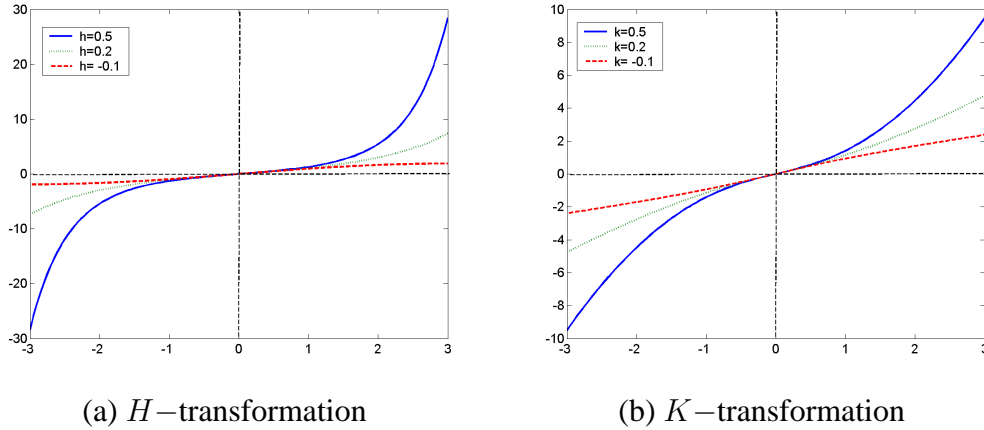 30
20
10
0
-10
-20
-30
-3 -2 -1 0 1 2 3
h=0.5
h=0.2
h= -0.1
(a) H−transformation
10
8
6
4
2
0
-2
-4
-6
-8
-10
-3 -2 -1 0 1 2 3
k=0.5
k=0.2
k= -0.1
(b) K−transformation